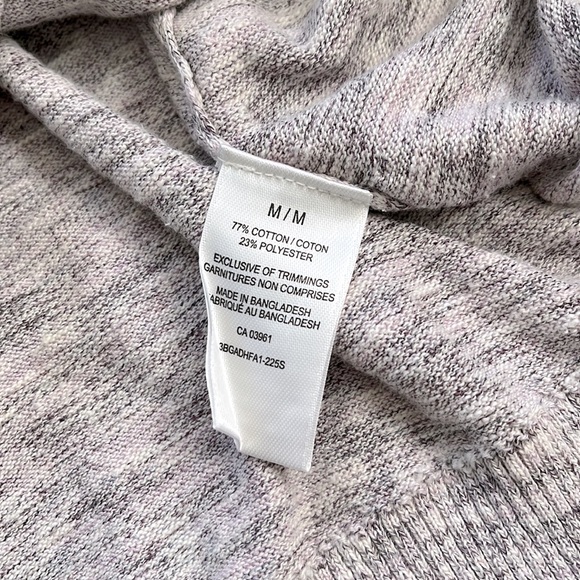 M / M
77% COTTON / COTON
23% POLYESTER
EXCLUSIVE OF TRIMMINGS
GARNITURES NON COMPRISES
MADE IN BANGLADESH
FABRIQUÉ AU BANGLADESH
CA 03961
3BGADHFA1-225S